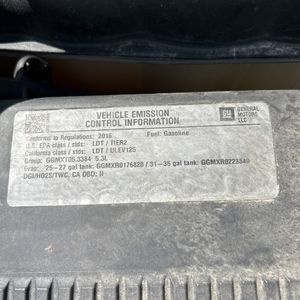 VEHICLE EMISSION
CONTROL INFORMATION
GM
GENERAL
MOTORS
LLC
Conforms to Regulations: 2016 Fuel: Gasoline
U.S. EPA class / stds: LDT / TIER2
California class / stds: LDT / ULEV125
Group: GGMXT05.3384 5.3L
Evap: 25-27 gal tank: GGMXR0176820 / 31-35 gal tank: GGMXR0223840
DGI/HO2S/TWC, CA OBD: II